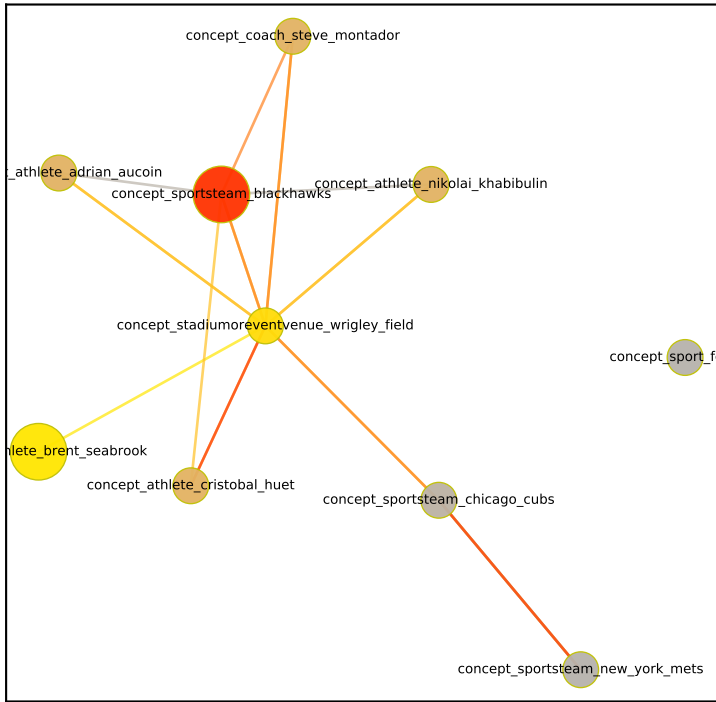 concept_coach_steve_montador
_athlete_adrian_aucoin
concept_athlete_nikolai_khabibulin
concept_sportsteam_blackhawks
concept_stadiumoreventvenue_wrigley_field
concept_sport_f
hlete_brent_seabrook
concept_athlete_cristobal_huet
concept_sportsteam_chicago_cubs
concept_sportsteam_new_york_mets